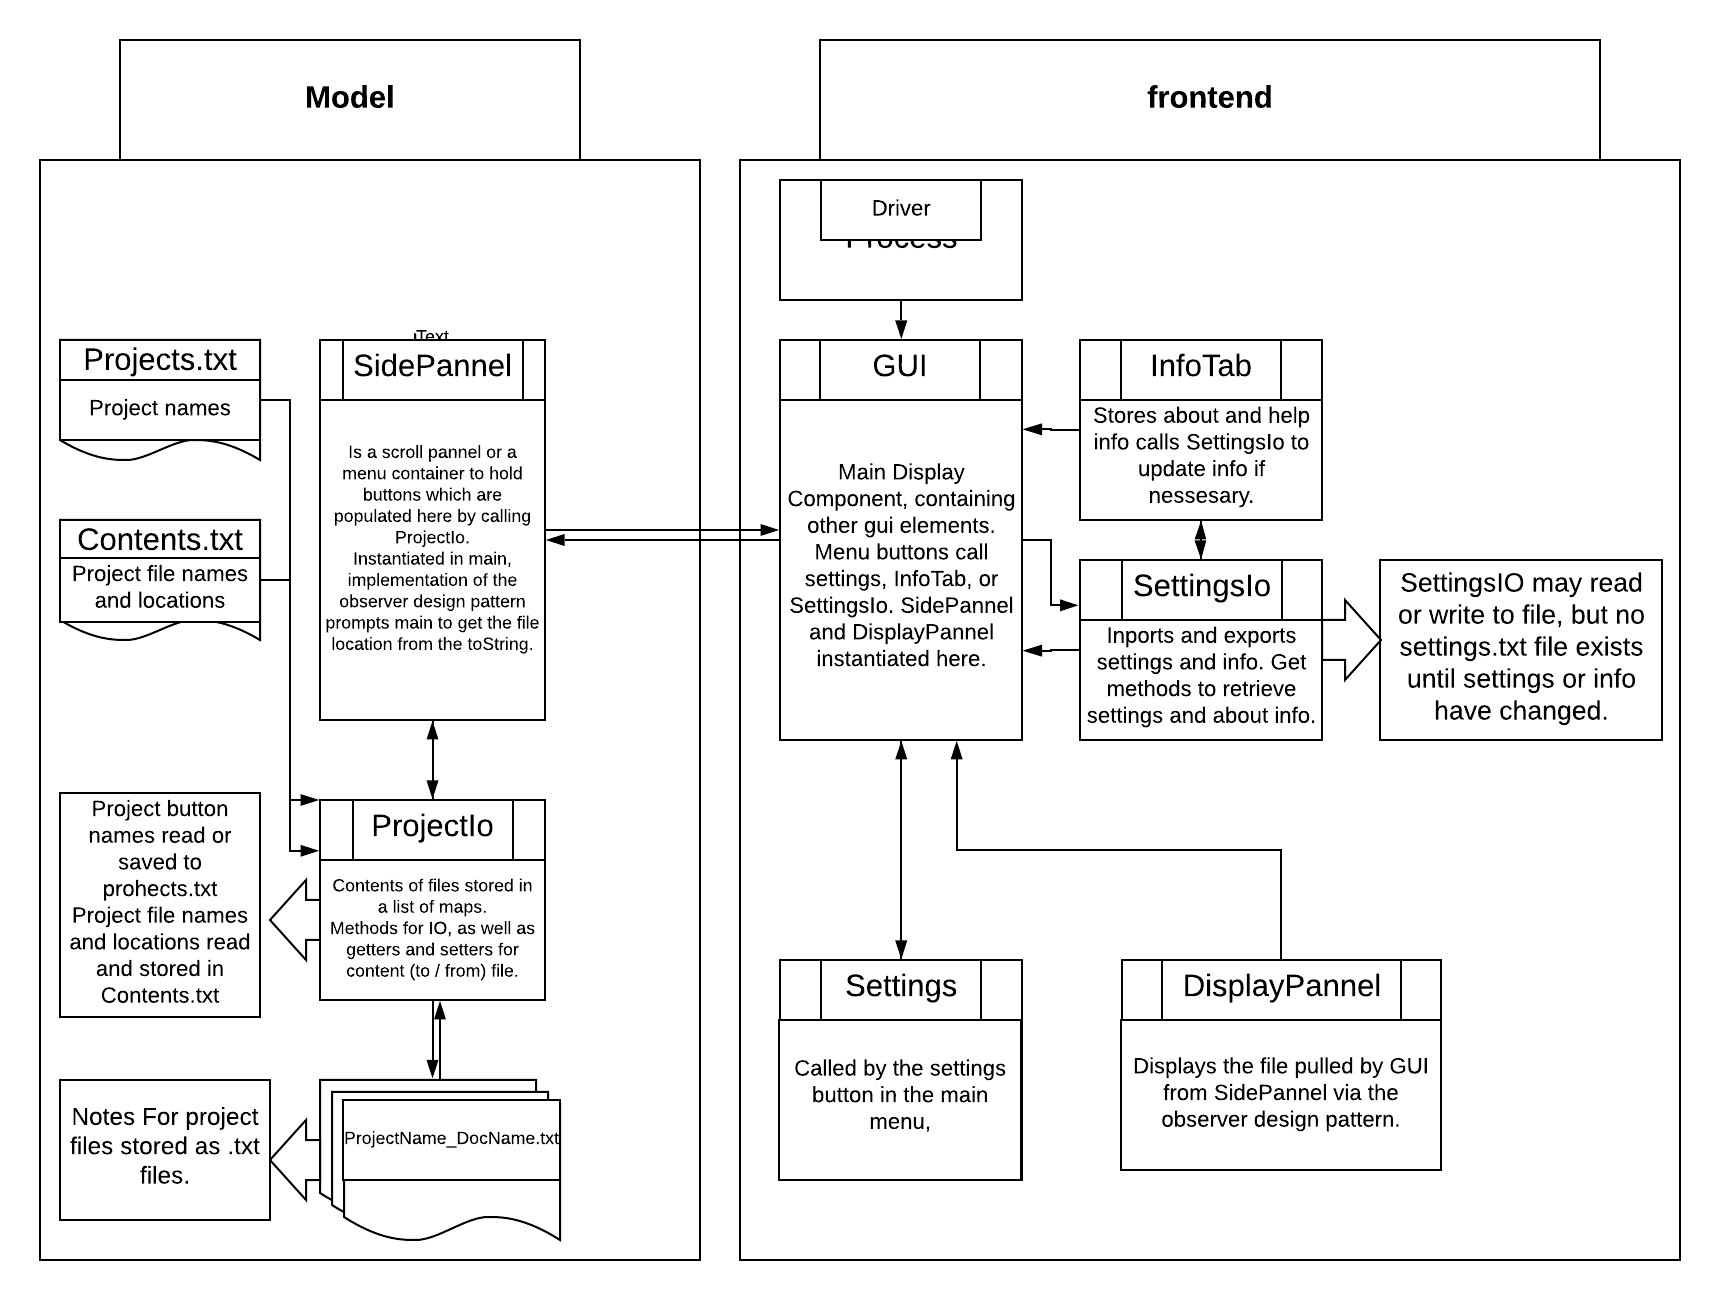 Model
frontend
Driver
Process
Text
Projects.txt
Project names
Contents.txt
Project file names
and locations
SidePannel
Is a scroll pannel or a
menu container to hold
buttons which are
populated here by calling
ProjectIo.
Instantiated in main,
implementation of the
observer design pattern
prompts main to get the file
location from the toString.
GUI
Main Display
Component, containing
other gui elements.
Menu buttons call
settings, InfoTab, or
SettingsIo. SidePannel
and DisplayPannel
instantiated here.
InfoTab
Stores about and help
info calls SettingsIo to
update info if
nessesary.
SettingsIo
Inports and exports
settings and info. Get
methods to retrieve
settings and about info.
SettingsIO may read
or write to file, but no
settings.txt file exists
until settings or info
have changed.
Project button
names read or
saved to
prohects.txt
Project file names
and locations read
and stored in
Contents.txt
ProjectIo
Contents of files stored in
a list of maps.
Methods for IO, as well as
getters and setters for
content (to / from) file.
Notes For project
files stored as .txt
files.
ProjectName_DocName.txt
Settings
Called by the settings
button in the main
menu,
DisplayPannel
Displays the file pulled by GUI
from SidePannel via the
observer design pattern.